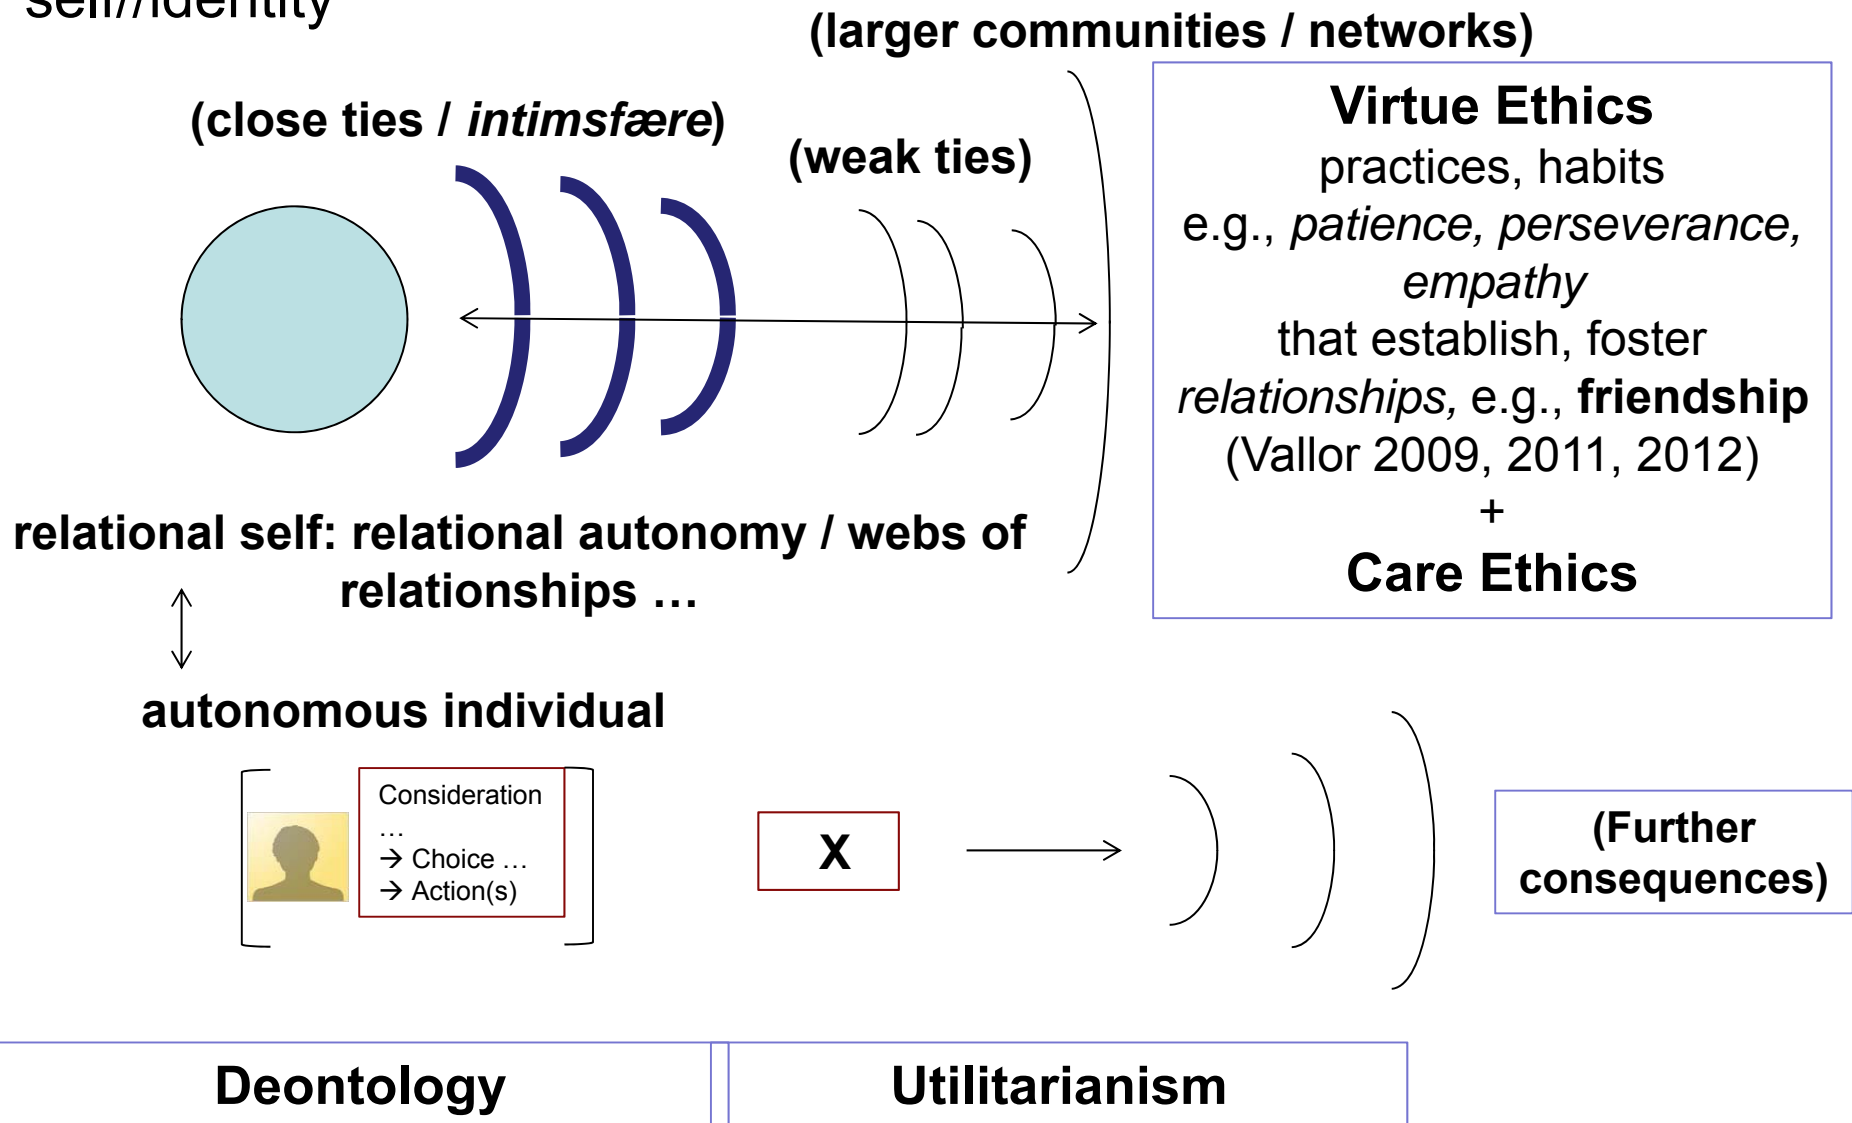 self//identity
(larger communities / networks)
(close ties / intimsfære)
(weak ties)
Virtue Ethics
practices, habits
e.g., patience, perseverance,
empathy
that establish, foster
relationships, e.g., friendship
(Vallor 2009, 2011, 2012)
+
Care Ethics
relational self: relational autonomy / webs of
relationships …
autonomous individual
Consideration
…
→ Choice …
→ Action(s)
X
(Further
consequences)
Deontology
Utilitarianism